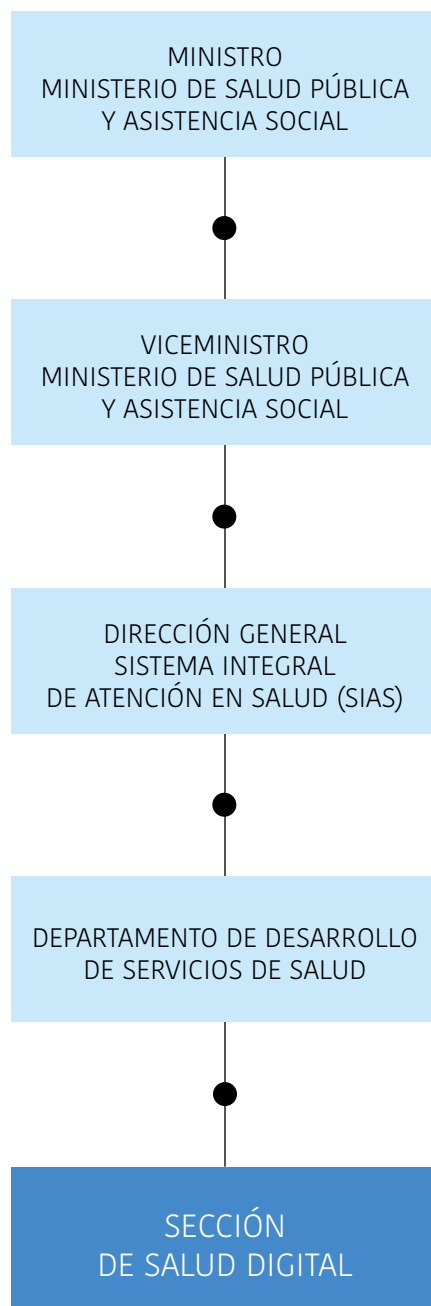 MINISTRO
MINISTERIO DE SALUD PÚBLICA
Y ASISTENCIA SOCIAL
VICEMINISTRO
MINISTERIO DE SALUD PÚBLICA
Y ASISTENCIA SOCIAL
DIRECCIÓN GENERAL
SISTEMA INTEGRAL
DE ATENCIÓN EN SALUD (SIAS)
DEPARTAMENTO DE DESARROLLO
DE SERVICIOS DE SALUD
SECCIÓN
DE SALUD DIGITAL